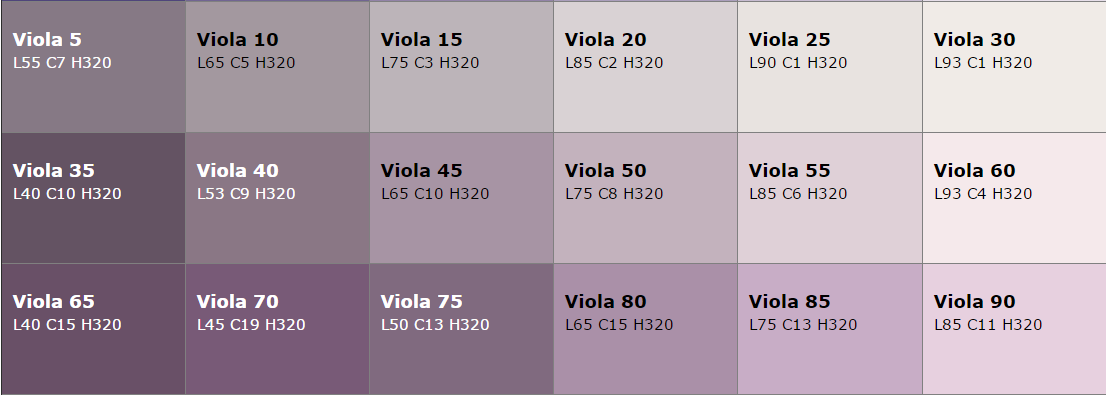 Viola 5
L55 C7 H320
Viola 10
L65 C5 H320
Viola 15
L75 C3 H320
Viola 20
L85 C2 H320
Viola 25
L90 C1 H320
Viola 30
L93 C1 H320
Viola 35
L40 C10 H320
Viola 40
L53 C9 H320
Viola 45
L65 C10 H320
Viola 50
L75 C8 H320
Viola 55
L85 C6 H320
Viola 60
L93 C4 H320
Viola 65
L40 C15 H320
Viola 70
L45 C19 H320
Viola 75
L50 C13 H320
Viola 80
L65 C15 H320
Viola 85
L75 C13 H320
Viola 90
L85 C11 H320